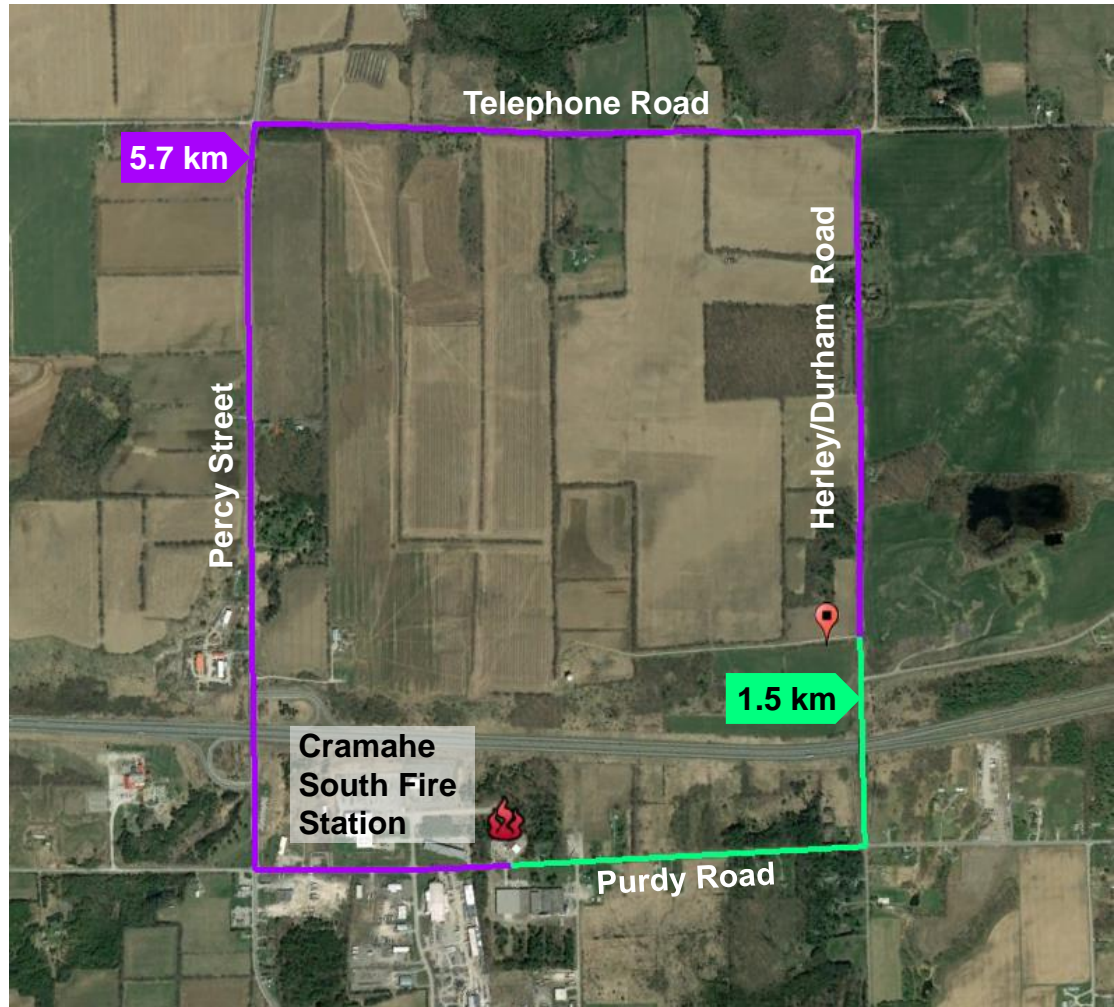 Telephone Road
5.7 km
Herley/Durham Road
Percy Street
1.5 km
Cramahe
South Fire
Station
Purdy Road